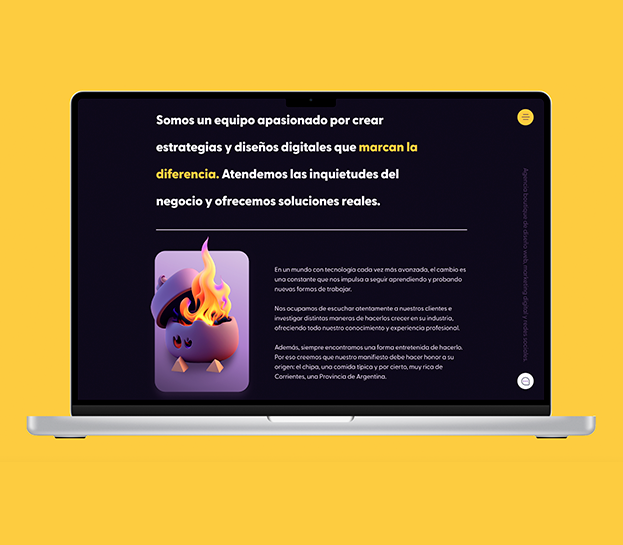 Somos un equipo apasionado por crear
estrategias y diseños digitales que marcan la
diferencia. Atendemos las inquietudes del
negocio y ofrecemos soluciones reales.
En un mundo con tecnología cada vez más avanzada, el cambio es
una constante que nos impulsa a seguir aprendiendo y probando
nuevas formas de trabajar.
Nos ocupamos de escuchar atentamente a nuestros clientes e
investigar distintas maneras de hacerlos crecer en su industria,
ofreciendo todo nuestro conocimiento y experiencia profesional.
Además, siempre encontramos una forma entretenida de hacerlo.
Por eso creemos que nuestro manifiesto debe hacer honor a su
origen: el chipa, una comida típica y por cierto, muy rica de
Corrientes, una Provincia de Argentina.
Agencia boutique de diseño web, marketing digital y redes sociales.